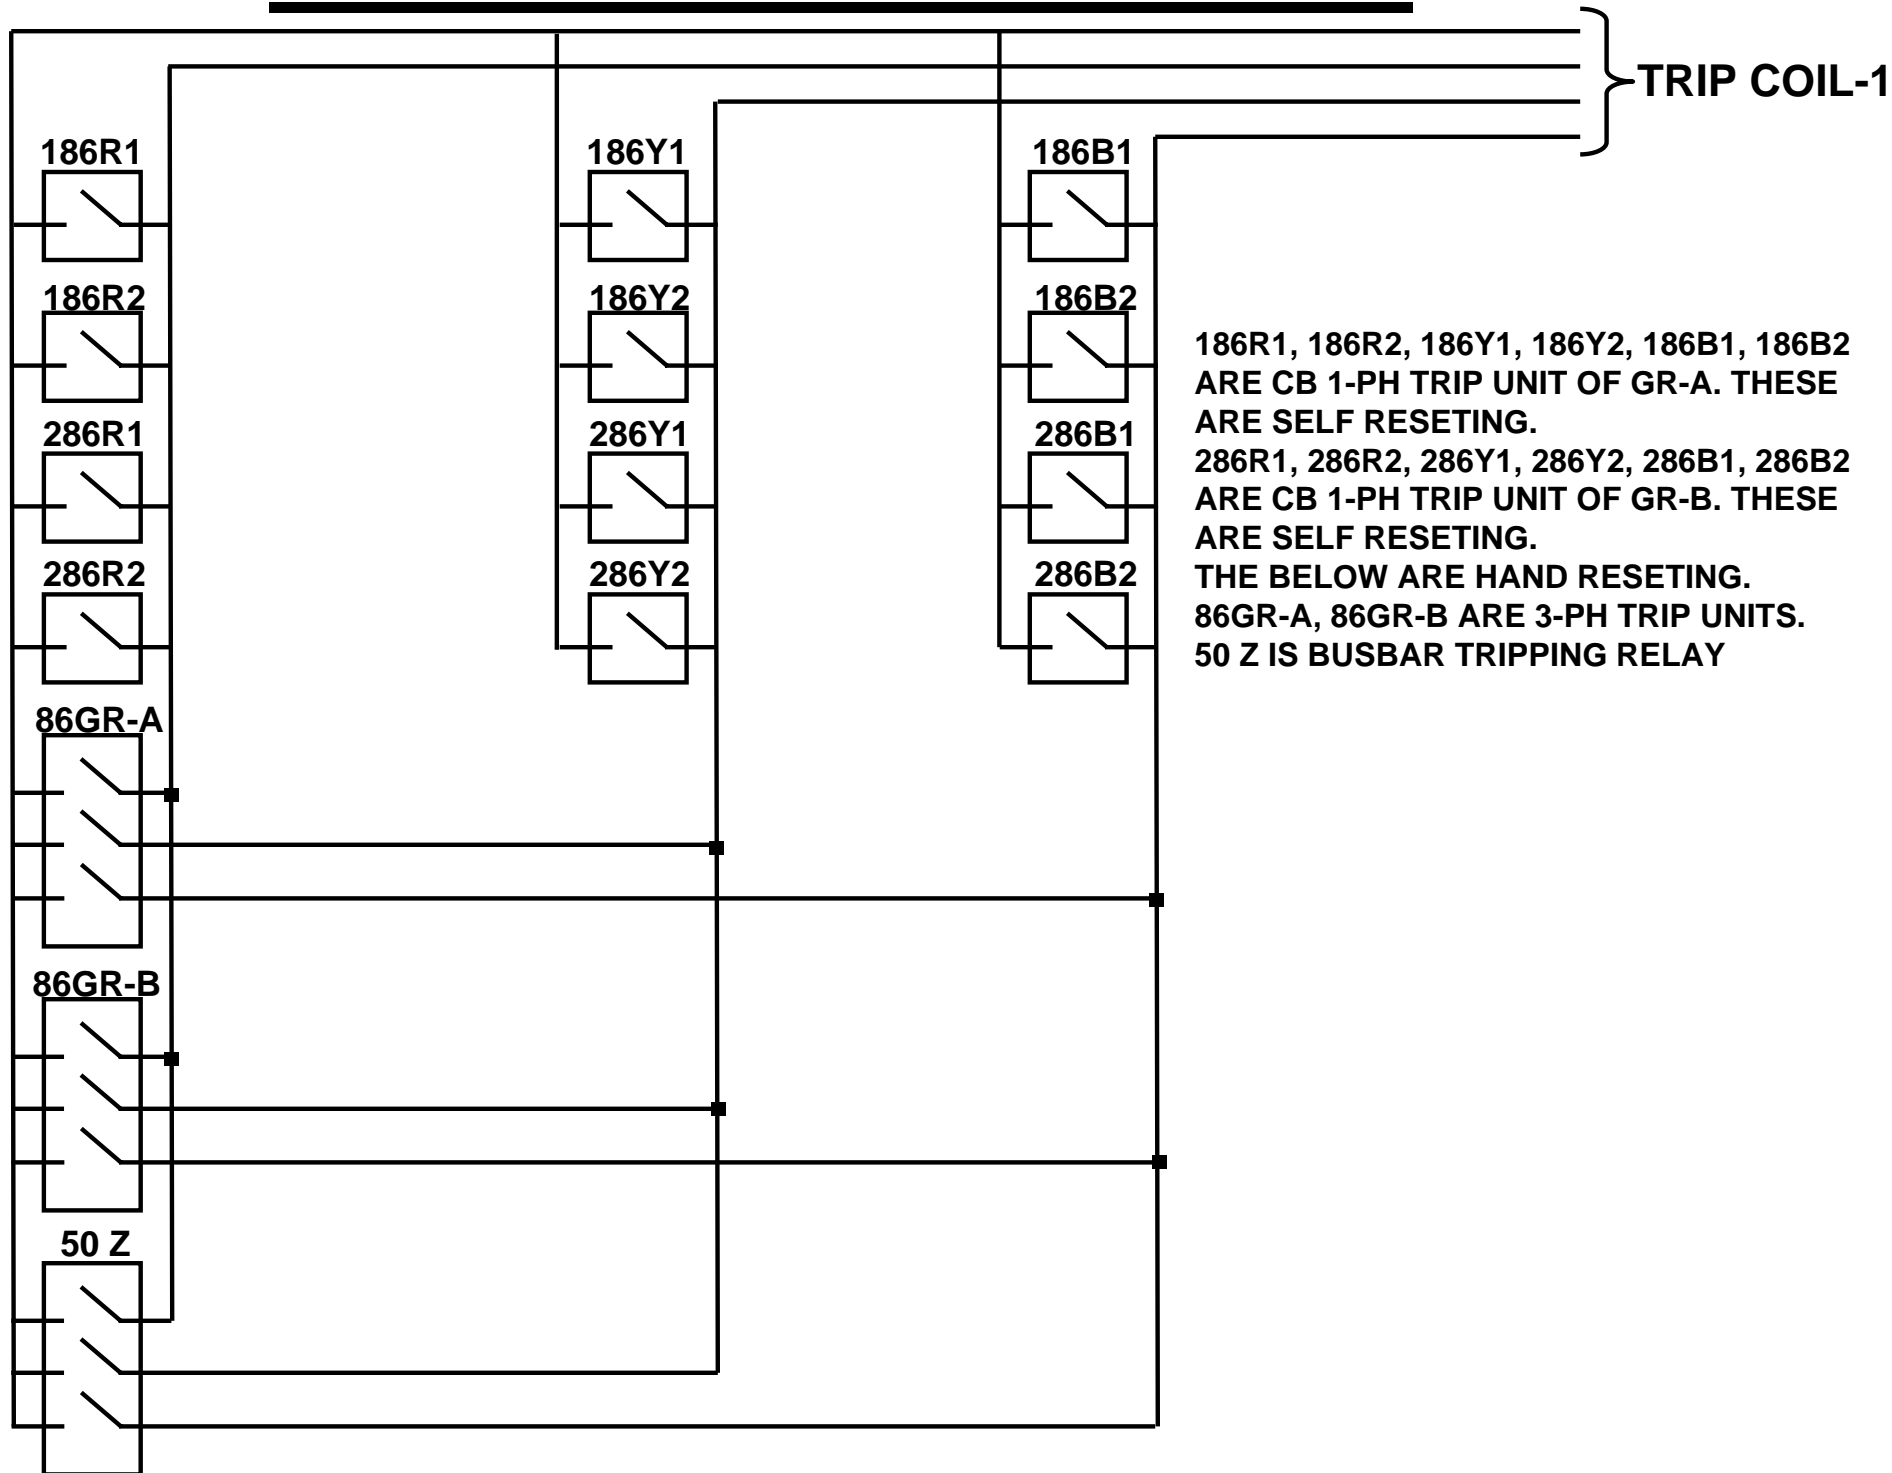 TRIP COIL-1
186R1
186Y1
186B1
186R2
186Y2
186B2
186R1, 186R2, 186Y1, 186Y2, 186B1, 186B2
ARE CB 1-PH TRIP UNIT OF GR-A. THESE
ARE SELF RESETING.
286R1, 286R2, 286Y1, 286Y2, 286B1, 286B2
ARE CB 1-PH TRIP UNIT OF GR-B. THESE
ARE SELF RESETING.
THE BELOW ARE HAND RESETING.
86GR-A, 86GR-B ARE 3-PH TRIP UNITS.
50 Z IS BUSBAR TRIPPING RELAY
286R1
286Y1
286B1
286R2
286Y2
286B2
86GR-A
86GR-B
50 Z